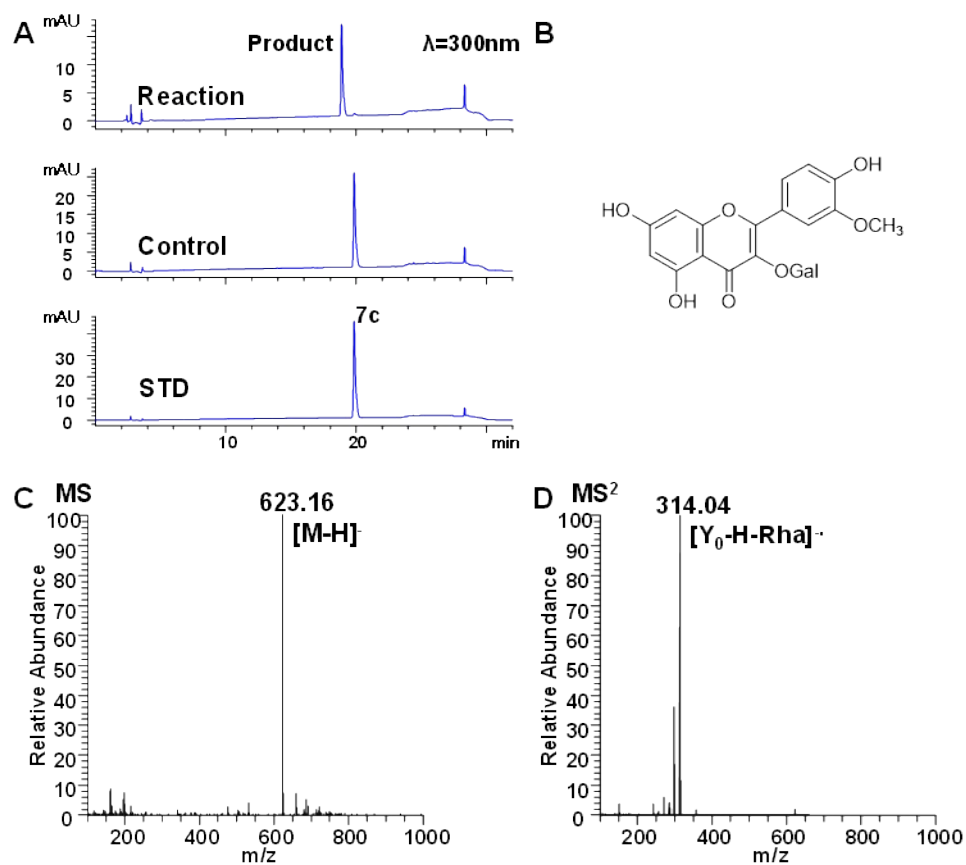 A
mAU
Product
λ=300nm
10
5
0
Reaction
mAU
20
15
10
5
0
Control
mAU
7c
30
20
10
0
STD
10
20
min
B
OH
HO
O
OCH₃
OGal
OH
O
C
MS
623.16
[M-H]⁻
Relative Abundance
100
90
80
70
60
50
40
30
20
10
0
200
400
600
800
1000
m/z
D
MS²
314.04
[Y₀-H-Rha]⁻·
Relative Abundance
100
90
80
70
60
50
40
30
20
10
0
200
400
600
800
1000
m/z